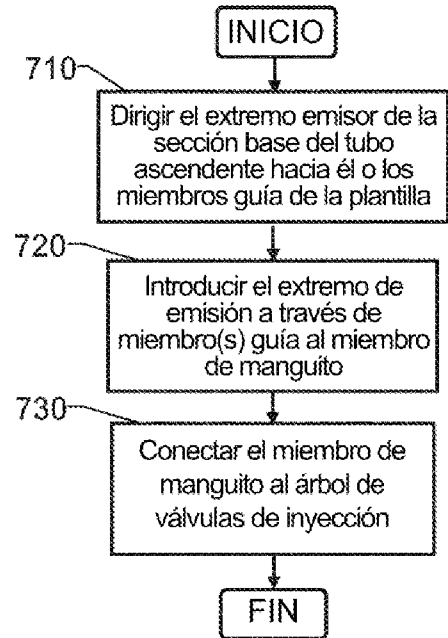 INICIO
710
Dirigir el extremo emisor de la
sección base del tubo
ascendente hacia él o los
miembros guía de la plantilla
720
Introducir el extremo de
emisión a través de
miembro(s) guía al miembro
de manguito
730
Conectar el miembro de
manguito al árbol de
válvulas de inyección
FIN